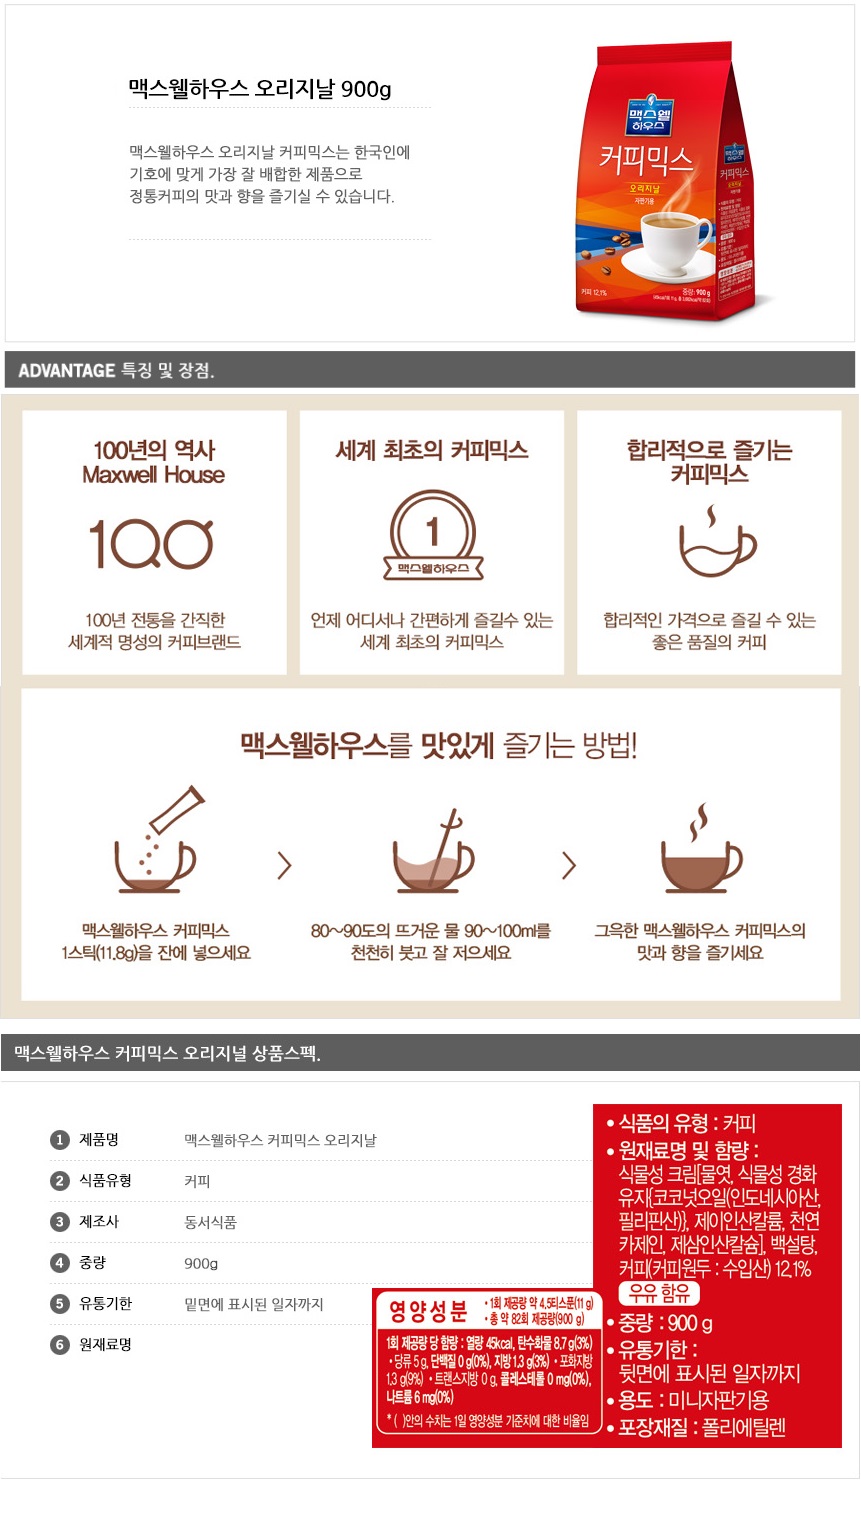 맥스웰하우스 오리지날 900g
맥스웰하우스 오리지날 커피믹스는 한국인에
기호에 맞게 가장 잘 배합한 제품으로
정통커피의 맛과 향을 즐기실 수 있습니다.
맥스웰
하우스
커피믹스
오리지날
자판기용
커피 12.1%
중량: 900 g
맥스웰
하우스
커피믹스
오리지날
자판기용
ADVANTAGE 특징 및 장점.
100년의 역사
Maxwell House
100
100년 전통을 간직한
세계적 명성의 커피브랜드
세계 최초의 커피믹스
1
맥스웰하우스
언제 어디서나 간편하게 즐길수 있는
세계 최초의 커피믹스
합리적으로 즐기는
커피믹스
합리적인 가격으로 즐길 수 있는
좋은 품질의 커피
맥스웰하우스를 맛있게 즐기는 방법!
맥스웰하우스 커피믹스
1스틱(11.8g)을 잔에 넣으세요
80~90도의 뜨거운 물 90~100ml를
천천히 붓고 잘 저으세요
그윽한 맥스웰하우스 커피믹스의
맛과 향을 즐기세요
맥스웰하우스 커피믹스 오리지널 상품스펙.
1 제품명 맥스웰하우스 커피믹스 오리지날
2 식품유형 커피
3 제조사 동서식품
4 중량 900g
5 유통기한 밑면에 표시된 일자까지
6 원재료명
영양성분
• 1회 제공량 약 4.5티스푼(11 g)
• 총 약 82회 제공량(900 g)
1회 제공량 당 함량 : 열량 45kcal, 탄수화물 8.7 g(3%)
• 당류 5 g, 단백질 0 g(0%), 지방 1.3 g(3%) • 포화지방
1.3 g(9%) • 트랜스지방 0 g, 콜레스테롤 0 mg(0%),
나트륨 6 mg(0%)
* ( )안의 수치는 1일 영양성분 기준치에 대한 비율임
• 식품의 유형 : 커피
• 원재료명 및 함량 :
식물성 크림[물엿, 식물성 경화
유지{코코넛오일(인도네시아산,
필리핀산)}, 제이인산칼륨, 천연
카제인, 제삼인산칼슘], 백설탕,
커피(커피원두 : 수입산) 12.1%
우유 함유
• 중량 : 900 g
• 유통기한 :
뒷면에 표시된 일자까지
• 용도 : 미니자판기용
• 포장재질 : 폴리에틸렌